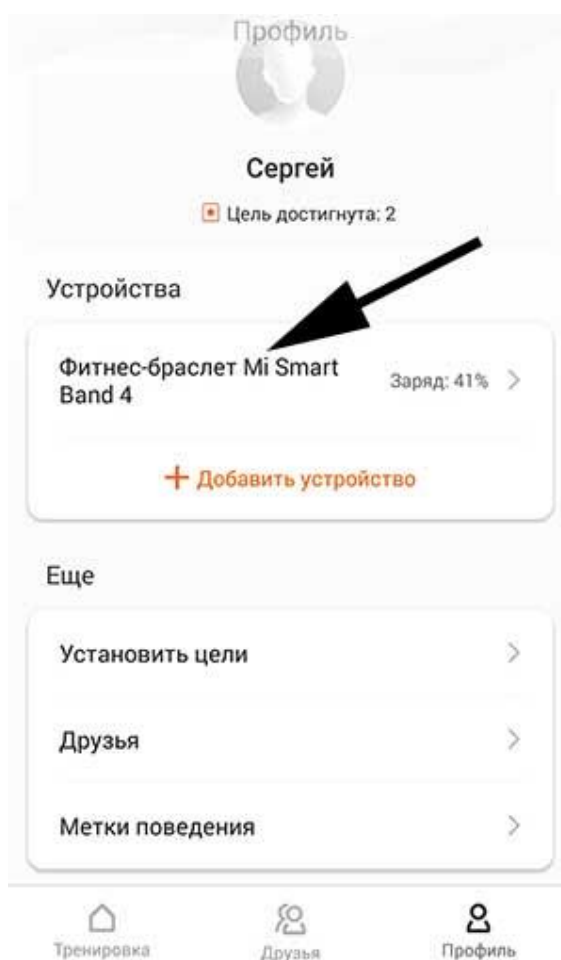 Профиль
Сергей
Цель достигнута: 2
Устройства
Фитнес-браслет Mi Smart
Band 4
Заряд: 41%
+ Добавить устройство
Еще
Установить цели
Друзья
Метки поведения
Тренировка
Друзья
Профиль